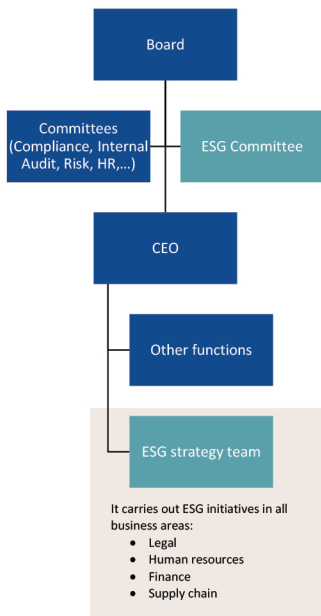 Board
Committees
(Compliance, Internal
Audit, Risk, HR,...)
ESG Committee
CEO
Other functions
ESG strategy team
It carries out ESG initiatives in all
business areas:
• Legal
• Human resources
• Finance
• Supply chain